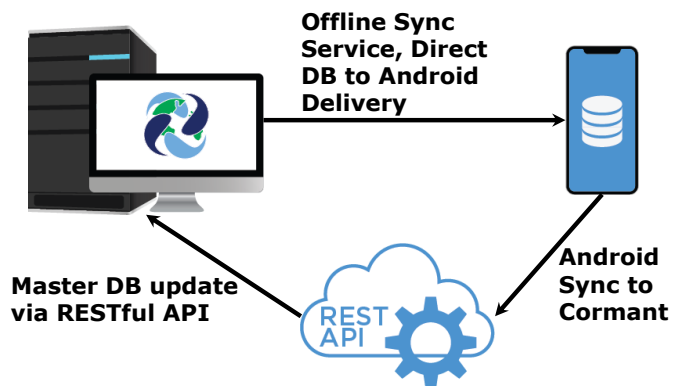 Offline Sync
Service, Direct
DB to Android
Delivery
Android
Sync to
Cormant
Master DB update
via RESTful API
REST
API